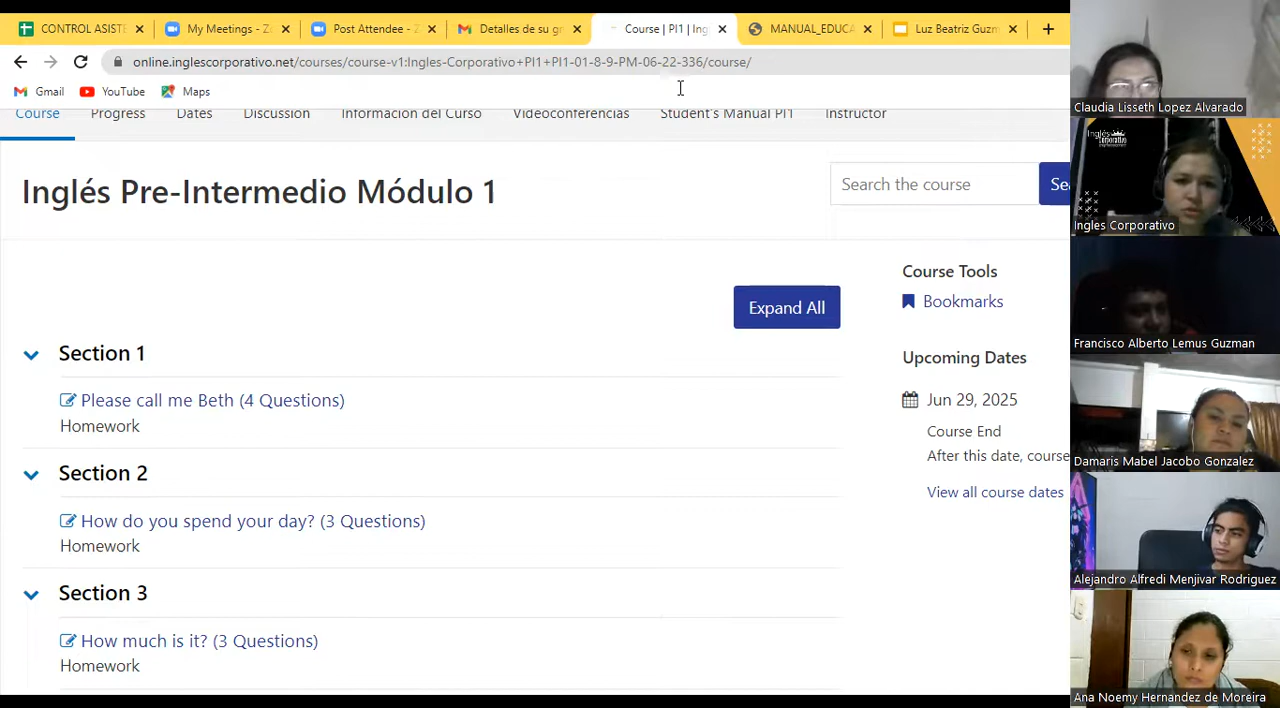 CONTROL ASIST
My Meetings - Zo
Post Attendee - Z
Detalles de su gr
Course | PI1 | Ing
MANUAL_EDUCA
Luz Beatriz Guzm
online.inglescorporativo.net/courses/course-v1:Ingles-Corporativo+PI1+PI1-01-8-9-PM-06-22-336/course/
Gmail
YouTube
Maps
Course
Progress
Dates
Discussion
Información del Curso
Videoconferencias
Student's Manual PI1
Instructor
Inglés Pre-Intermedio Módulo 1
Search the course
Sea
Expand All
Course Tools
Bookmarks
Upcoming Dates
Jun 29, 2025
Course End
After this date, course
View all course dates
Section 1
Please call me Beth (4 Questions)
Homework
Section 2
How do you spend your day? (3 Questions)
Homework
Section 3
How much is it? (3 Questions)
Homework
Claudia Lisseth Lopez Alvarado
Inglés
Corporativo
Ingles Corporativo
Francisco Alberto Lemus Guzman
Damaris Mabel Jacobo Gonzalez
Alejandro Alfredi Menjivar Rodriguez
Ana Noemy Hernandez de Moreira